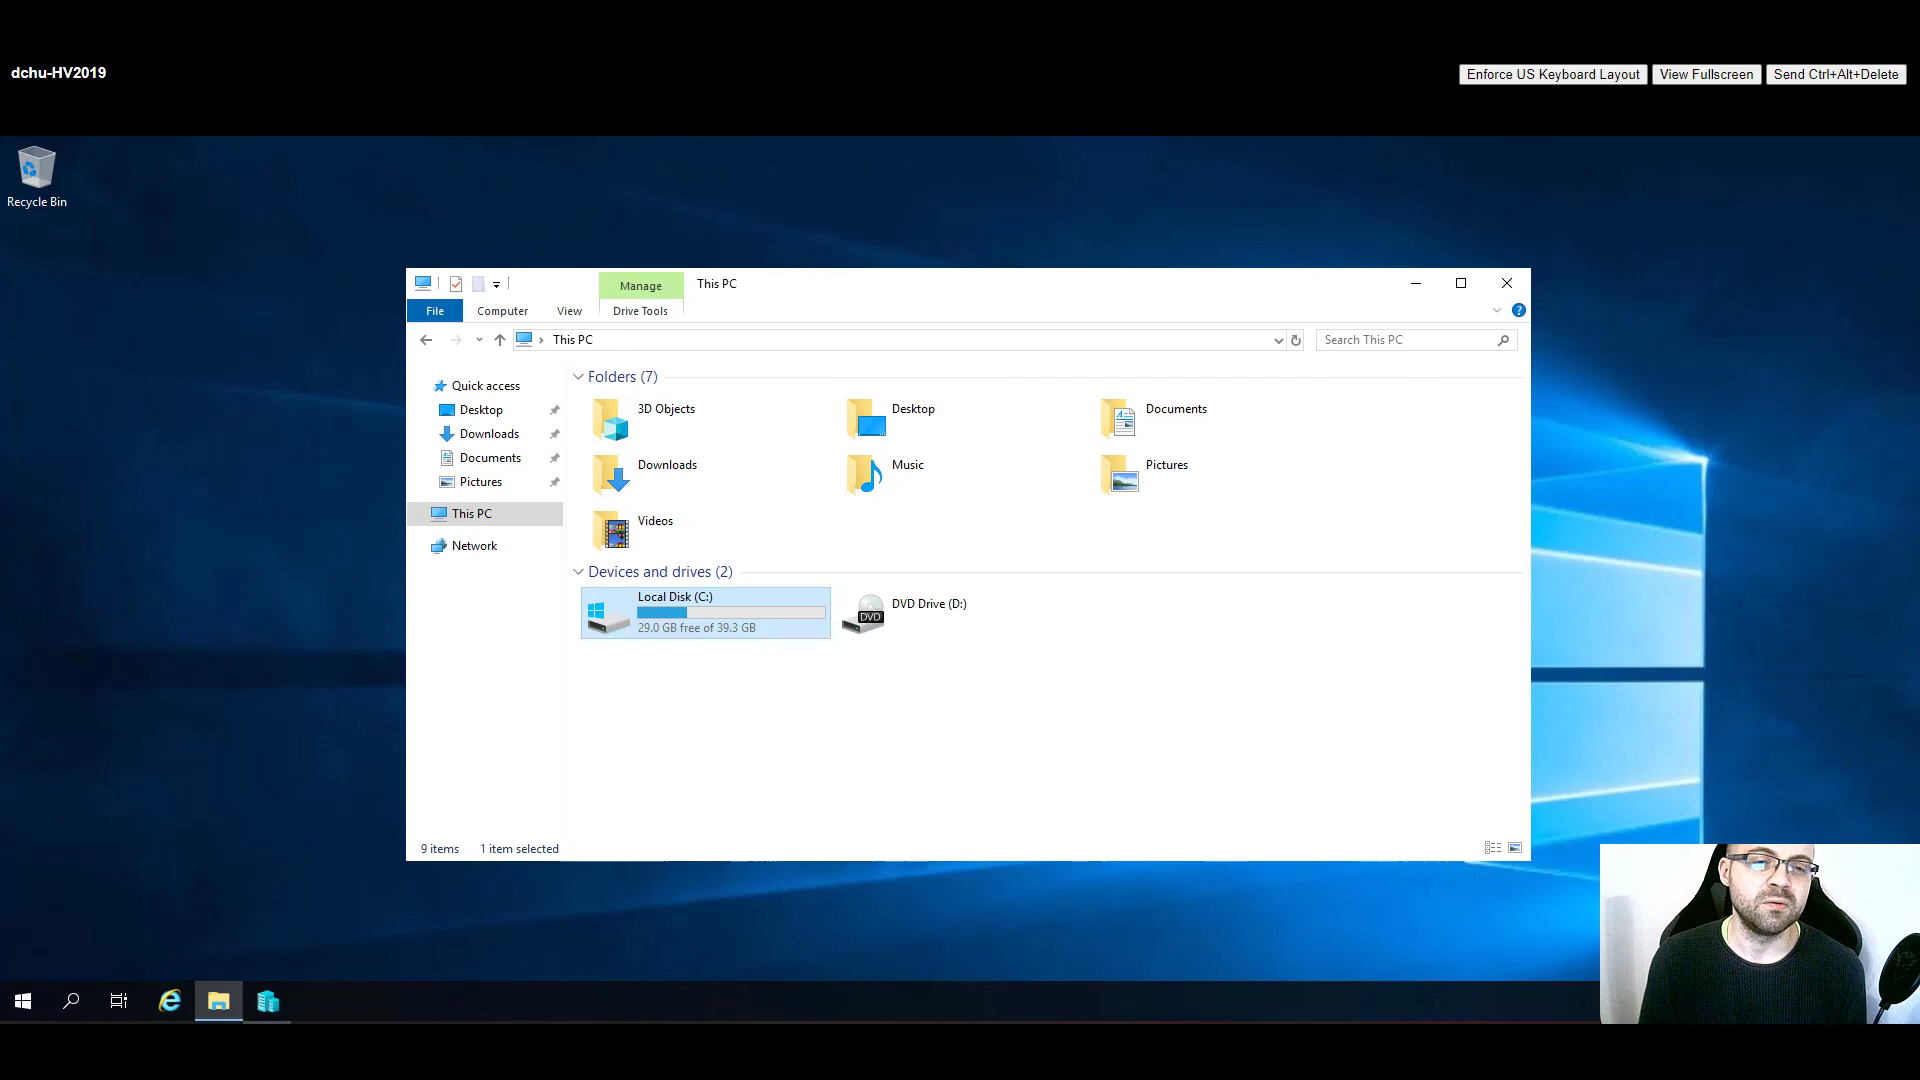 dchu-HV2019
Enforce US Keyboard Layout View Fullscreen Send Ctrl+Alt+Delete
Recycle Bin
Manage This PC
File Computer View Drive Tools
This PC
Search This PC
Quick access
Desktop
Downloads
Documents
Pictures
This PC
Network
Folders (7)
3D Objects Desktop Documents
Downloads Music Pictures
Videos
Devices and drives (2)
Local Disk (C:)
29.0 GB free of 39.3 GB
DVD
DVD Drive (D:)
9 items 1 item selected